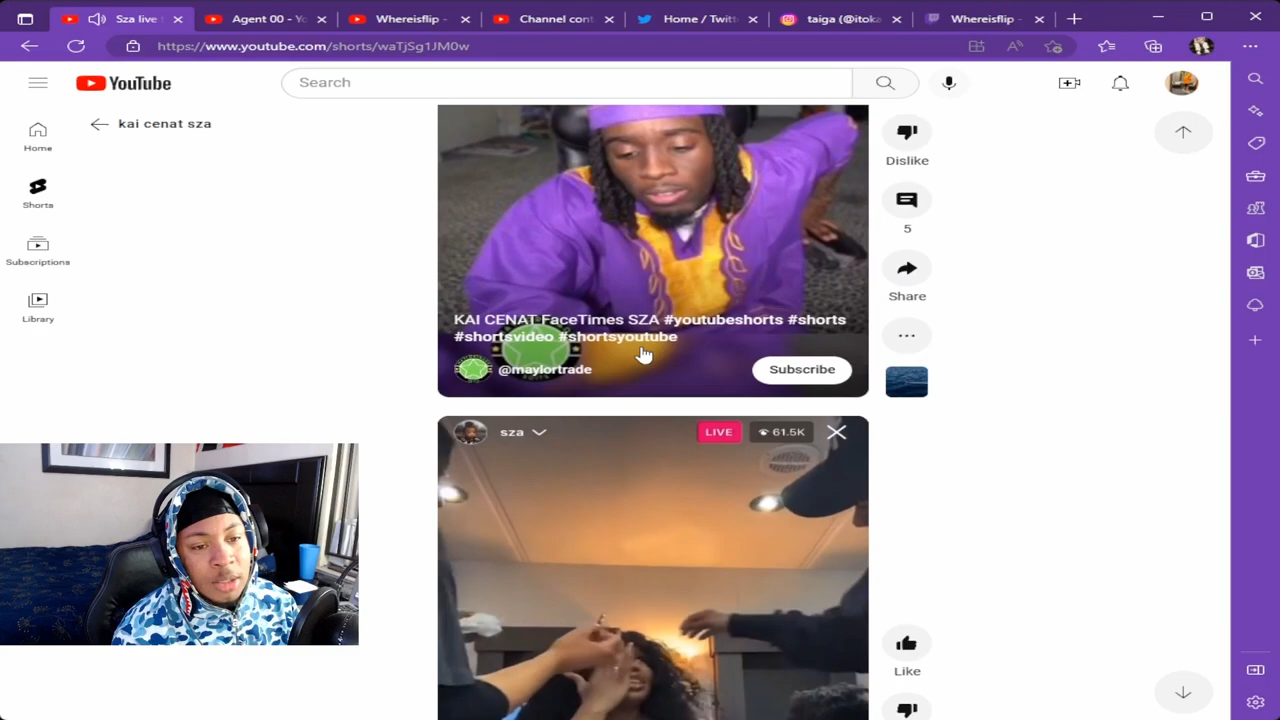 Sza live
Agent 00 - Yo
Whereisflip -
Channel cont
Home / Twitt
taiga (@itoka
Whereisflip -
https://www.youtube.com/shorts/waTjSg1JM0w
YouTube
Search
kai cenat sza
Home
Shorts
Subscriptions
Library
KAI CENAT FaceTimes SZA #youtubeshorts #shorts
#shortsvideo #shortsyoutube
@maylortrade
Subscribe
Dislike
5
Share
sza
LIVE
61.5K
Like